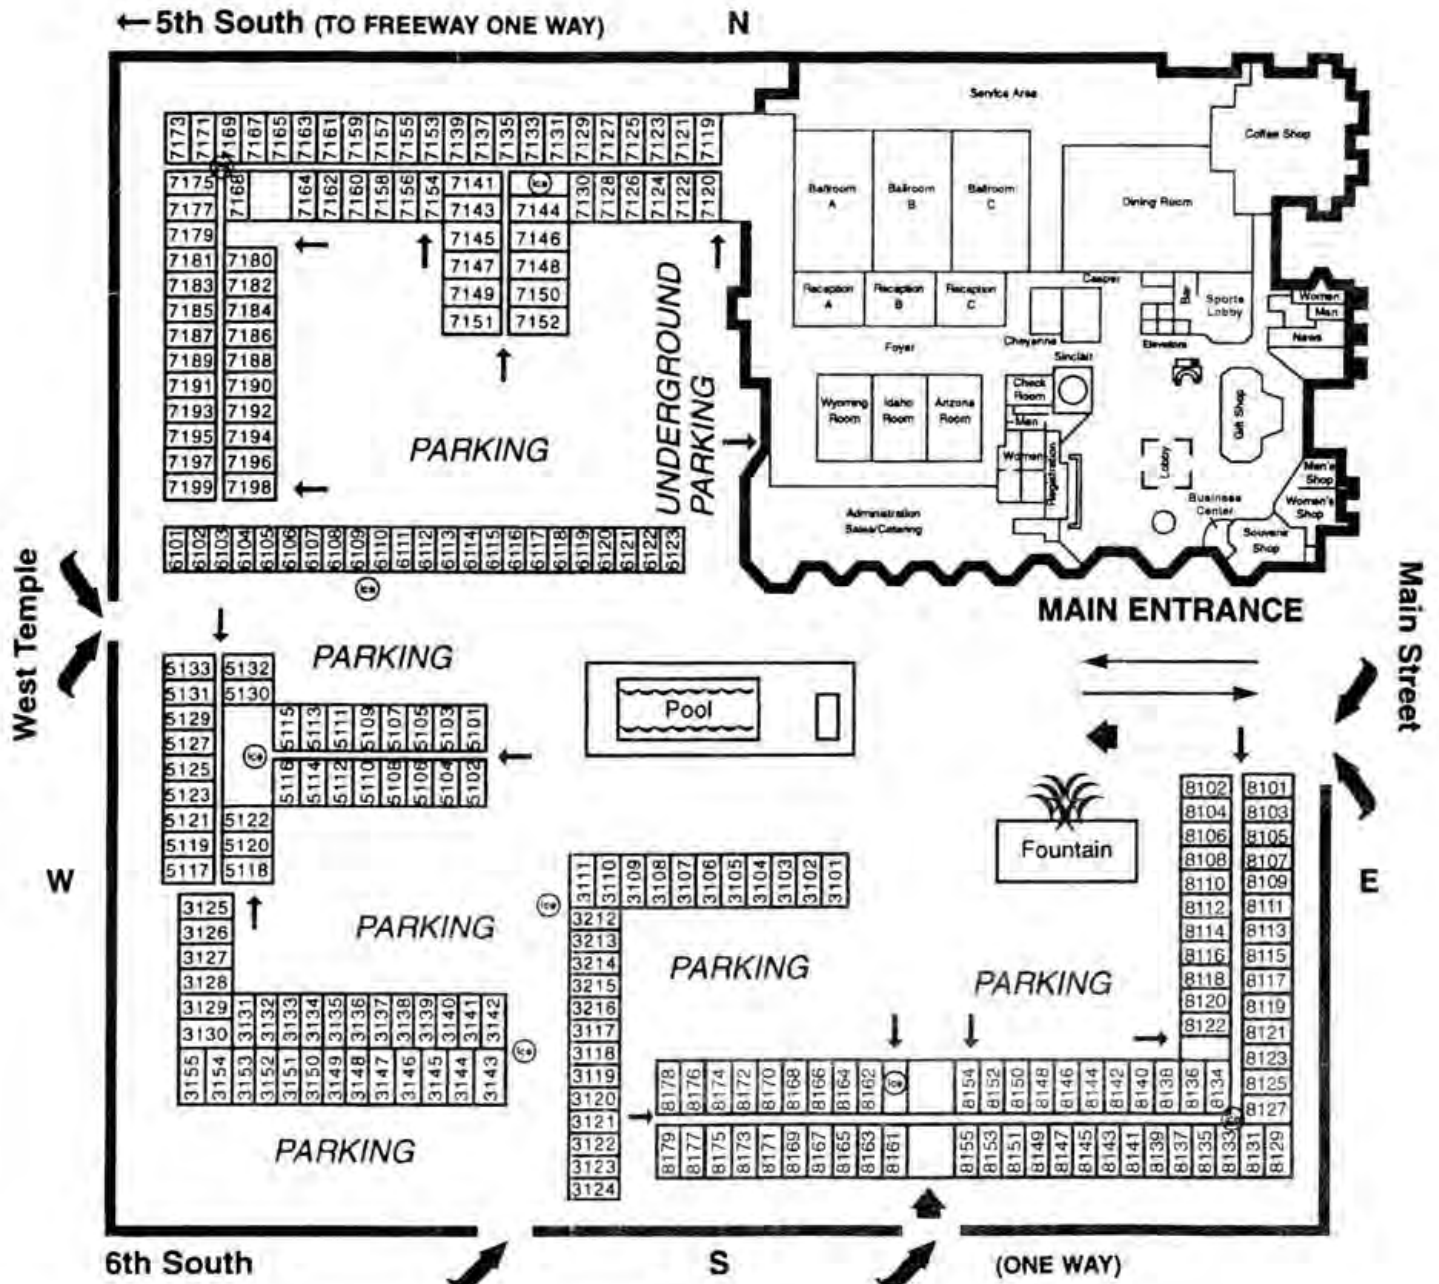 5th South (TO FREEWAY ONE WAY)
N
Service Area
Coffee Shop
7173 7171 7169 7167 7165 7163 7161 7159 7157 7155 7153 7139 7137 7135 7133 7131 7129 7127 7125 7123 7121 7119
7168 7164 7162 7160 7158 7156 7154
7130 7128 7126 7124 7122 7120
7175
7177
7179
7181
7183
7185
7187
7189
7191
7193
7195
7197
7199
7180
7182
7184
7186
7188
7190
7192
7194
7196
7198
7141
7143
7145
7147
7149
7151
Ice
7144
7146
7148
7150
7152
Ballroom
A
Ballroom
B
Ballroom
C
Dining Room
Reception
A
Reception
B
Reception
C
Casper
Bar
Sports
Lobby
Women
Men
News
Elevators
Foyer
Cheyenne
Sinclair
Wyoming
Room
Idaho
Room
Arizona
Room
Check
Room
Men
Women
Registration
Lobby
Gift Shop
Men's
Shop
Women's
Shop
Business
Center
Souvenir
Shop
Administration
Sales/Catering
PARKING
UNDERGROUND
PARKING
6101 6102 6103 6104 6105 6106 6107 6108 6109 6110 6111 6112 6113 6114 6115 6116 6117 6118 6119 6120 6121 6122 6123
Ice
West Temple
MAIN ENTRANCE
Main Street
PARKING
5133
5131
5129
5127
5125
5123
5121
5119
5117
5132
5130
Ice
5122
5120
5118
5115 5113 5111 5109 5107 5105 5103 5101
5116 5114 5112 5110 5108 5106 5104 5102
Pool
Fountain
W
E
8102
8104
8106
8108
8110
8112
8114
8116
8118
8120
8122
8101
8103
8105
8107
8109
8111
8113
8115
8117
8119
8121
8123
8125
8127
3125
3126
3127
3128
3129
3130
PARKING
3131 3132 3133 3134 3135 3136 3137 3138 3139 3140 3141 3142
3155 3154 3153 3152 3151 3150 3149 3148 3147 3146 3145 3144 3143
Ice
PARKING
Ice
3111 3110 3109 3108 3107 3106 3105 3104 3103 3102 3101
3212
3213
3214
3215
3216
3117
3118
3119
3120
3121
3122
3123
3124
PARKING
PARKING
8178 8176 8174 8172 8170 8168 8166 8164 8162 Ice 8154 8152 8150 8148 8146 8144 8142 8140 8138 8136 8134
8179 8177 8175 8173 8171 8169 8167 8165 8163 8161 8155 8153 8151 8149 8147 8145 8143 8141 8139 8137 8135 8133 8131 8129
6th South
S
(ONE WAY)